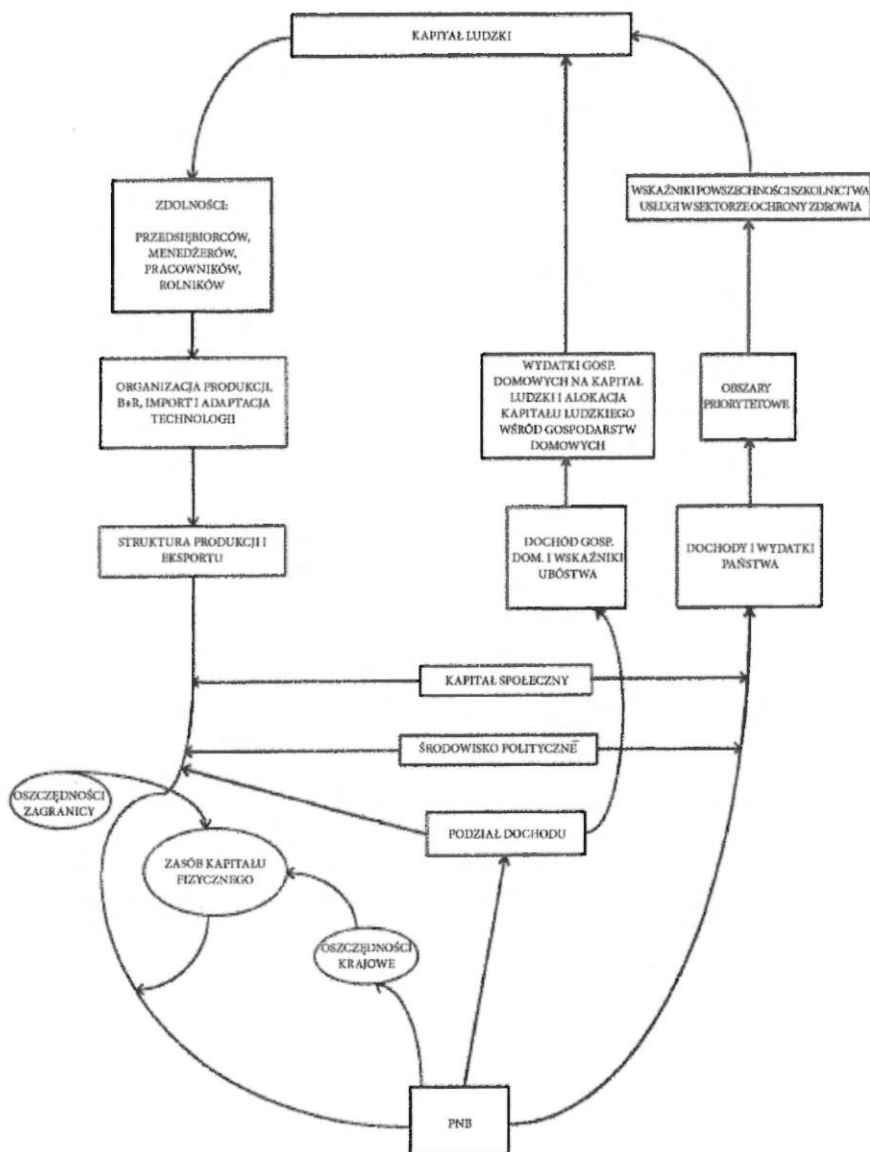 KAPITAŁ LUDZKI
ZDOLNOŚCI:
PRZEDSIĘBIORCÓW,
MENEDŻERÓW,
PRACOWNIKÓW,
ROLNIKÓW
WSKAŹNIKI POWSZECHNOŚCI SZKOLNICTWA
USŁUGI W SEKTORZE OCHRONY ZDROWIA
ORGANIZACJA PRODUKCJI,
B+R, IMPORT I ADAPTACJA
TECHNOLOGII
WYDATKI GOSP.
DOMOWYCH NA KAPITAŁ
LUDZKI I ALOKACJA
KAPITAŁU LUDZKIEGO
WŚRÓD GOSPODARSTW
DOMOWYCH
OBSZARY
PRIORYTETOWE
STRUKTURA PRODUKCJI I
EKSPORTU
DOCHÓD GOSP.
DOM. I WSKAŹNIKI
UBÓSTWA
DOCHODY I WYDATKI
PAŃSTWA
KAPITAŁ SPOŁECZNY
ŚRODOWISKO POLITYCZNE
OSZCZĘDNOŚCI
ZAGRANICY
PODZIAŁ DOCHODU
ZASÓB KAPITAŁU
FIZYCZNEGO
OSZCZĘDNOŚCI
KRAJOWE
PNB